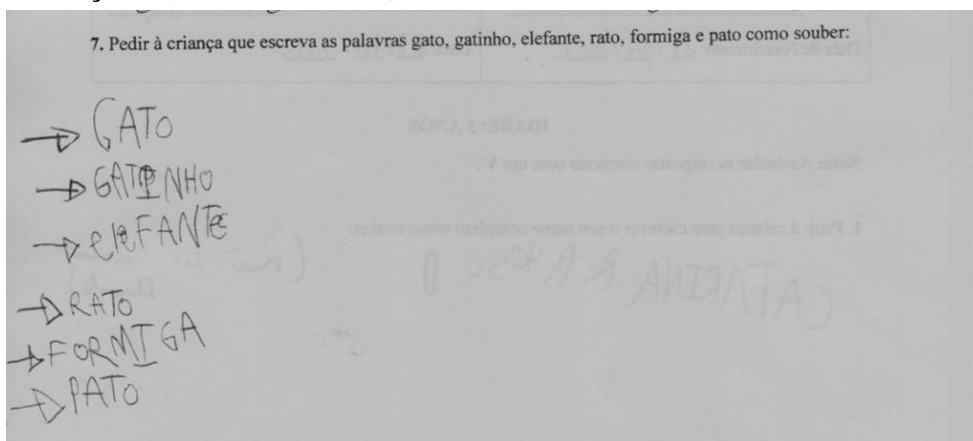 7. Pedir à criança que escreva as palavras gato, gatinho, elefante, rato, formiga e pato como souber:
→ GATO
→ GATINHO
→ elEFANTe
→ RATO
→ FORMIGA
→ PATO